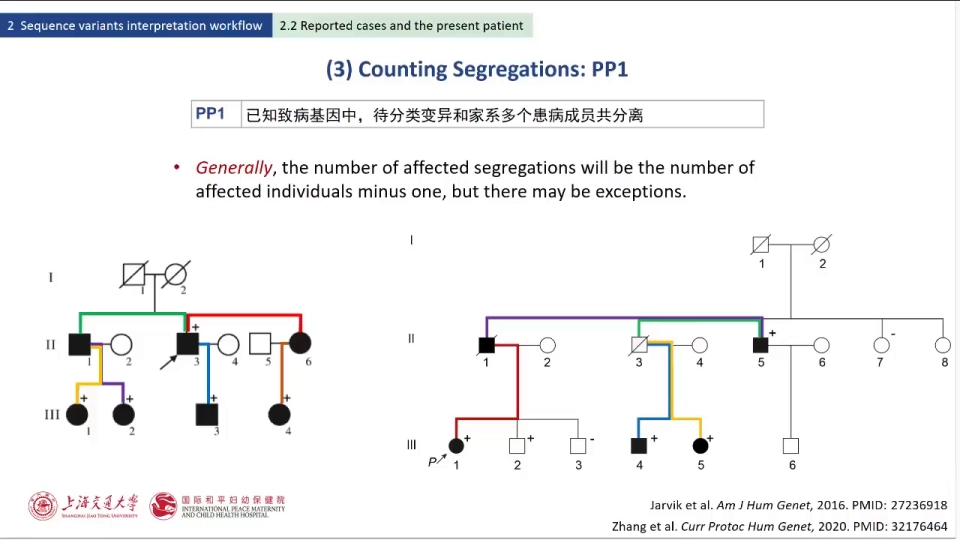 2 Sequence variants interpretation workflow
2.2 Reported cases and the present patient
(3) Counting Segregations: PP1
PP1
已知致病基因中，待分类变异和家系多个患病成员共分离
• Generally, the number of affected segregations will be the number of
affected individuals minus one, but there may be exceptions.
I
1
2
+
II
1
2
3
4
5
6
+
+
+
+
III
1
2
3
4
I
1
2
II
+
-
1
2
3
4
5
6
7
8
III
+
+
-
+
+
P
1
2
3
4
5
6
上海交通大学
SHANGHAI JIAO TONG UNIVERSITY
国际和平妇幼保健院
INTERNATIONAL PEACE MATERNITY
AND CHILD HEALTH HOSPITAL
Jarvik et al. Am J Hum Genet, 2016. PMID: 27236918
Zhang et al. Curr Protoc Hum Genet, 2020. PMID: 32176464